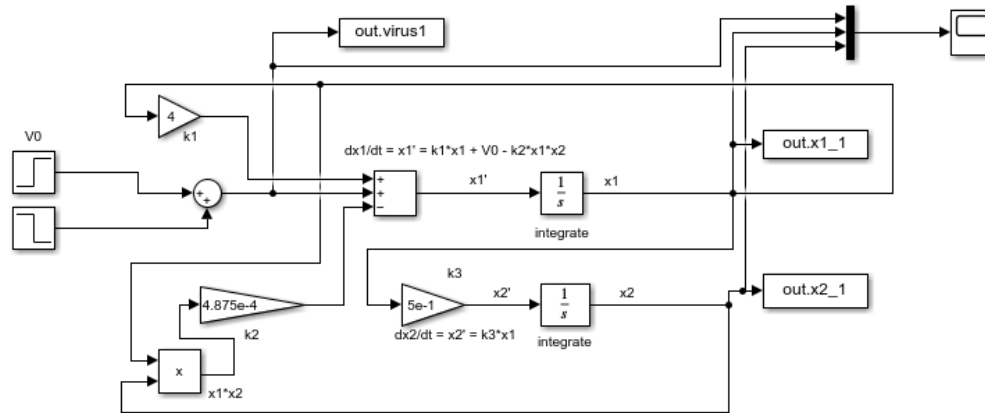 out.virus1
4
k1
V0
dx1/dt = x1' = k1*x1 + V0 - k2*x1*x2
+
+
−
+
+
x1'
1
s
x1
integrate
out.x1_1
k3
5e-1
x2'
1
s
x2
integrate
dx2/dt = x2' = k3*x1
out.x2_1
4.875e-4
k2
x
x1*x2